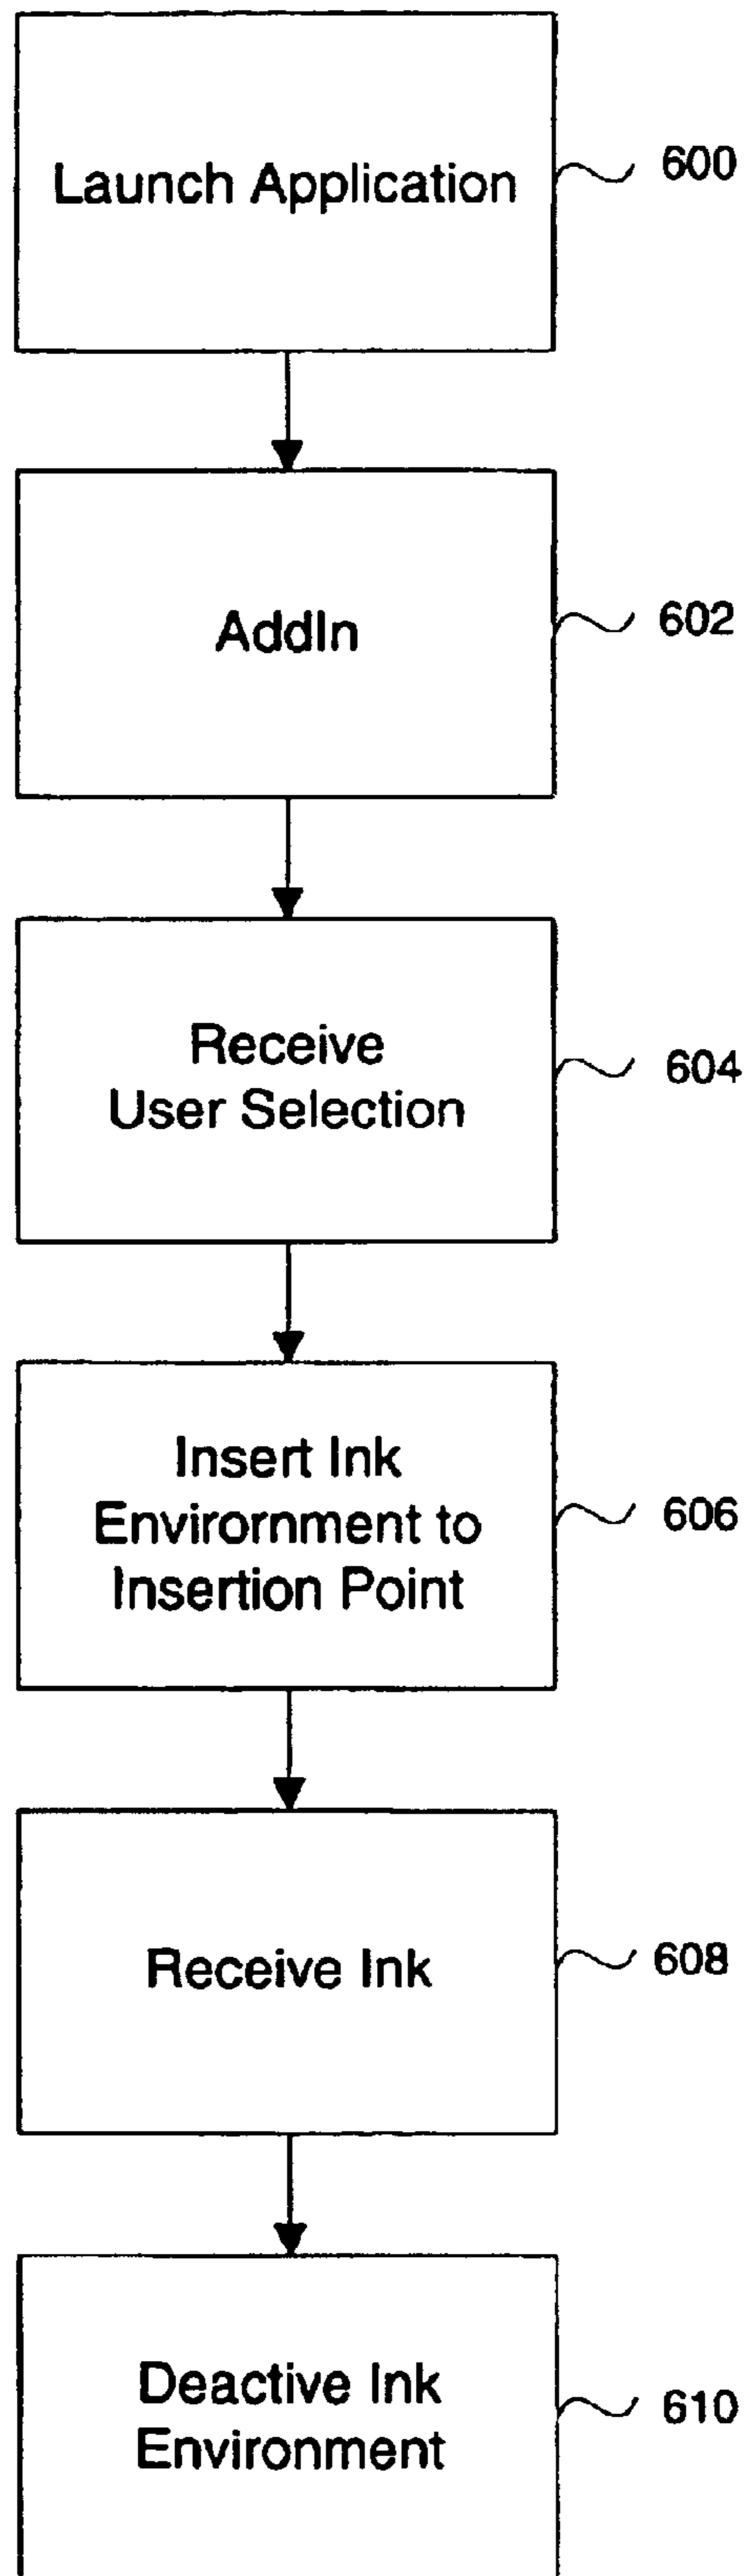 Launch Application
600
AddIn
602
Receive
User Selection
604
Insert Ink
Envirornment to
Insertion Point
606
Receive Ink
608
Deactive Ink
Environment
610